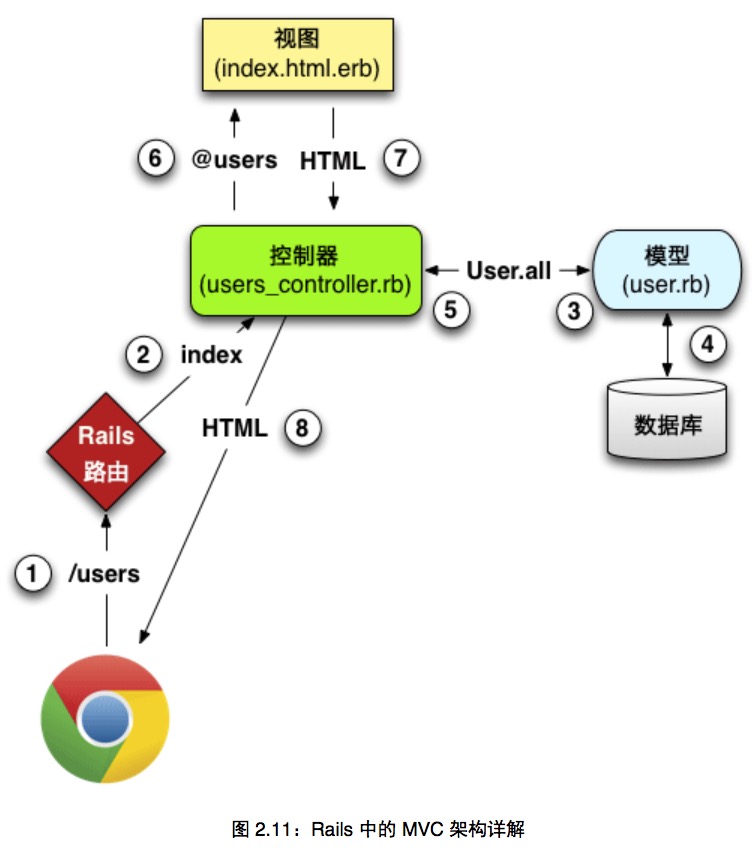 视图
(index.html.erb)
6 @users HTML 7
控制器
(users_controller.rb)
User.all
模型
(user.rb)
5
3
4
2 index
数据库
HTML 8
Rails
路由
1 /users
图 2.11：Rails 中的 MVC 架构详解